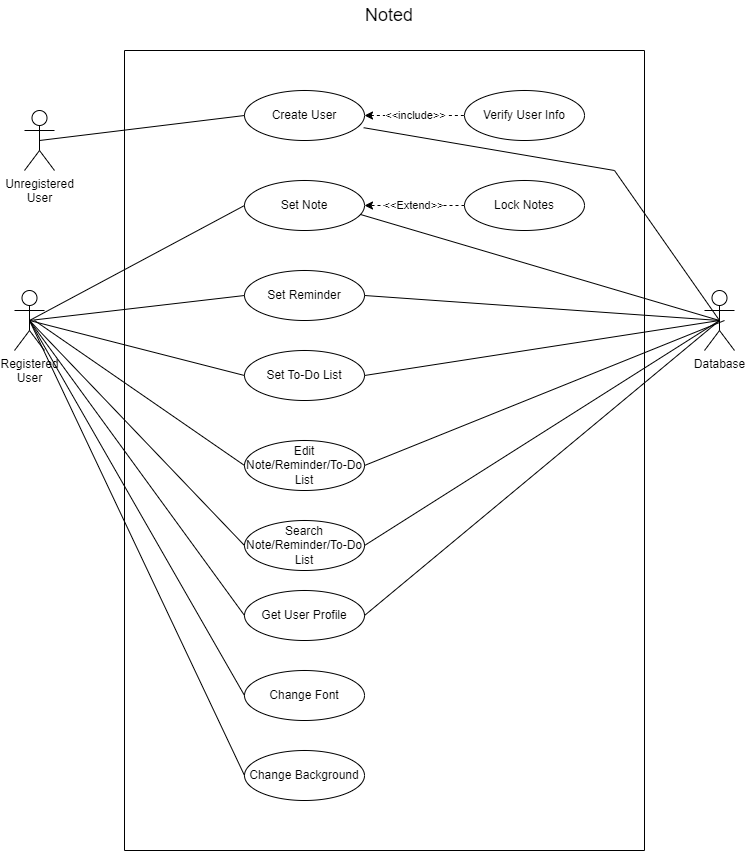 Noted
Create User
<<include>>
Verify User Info
Unregistered
User
Set Note
<<Extend>>
Lock Notes
Set Reminder
Registered
User
Database
Set To-Do List
Edit
Note/Reminder/To-Do
List
Search
Note/Reminder/To-Do
List
Get User Profile
Change Font
Change Background